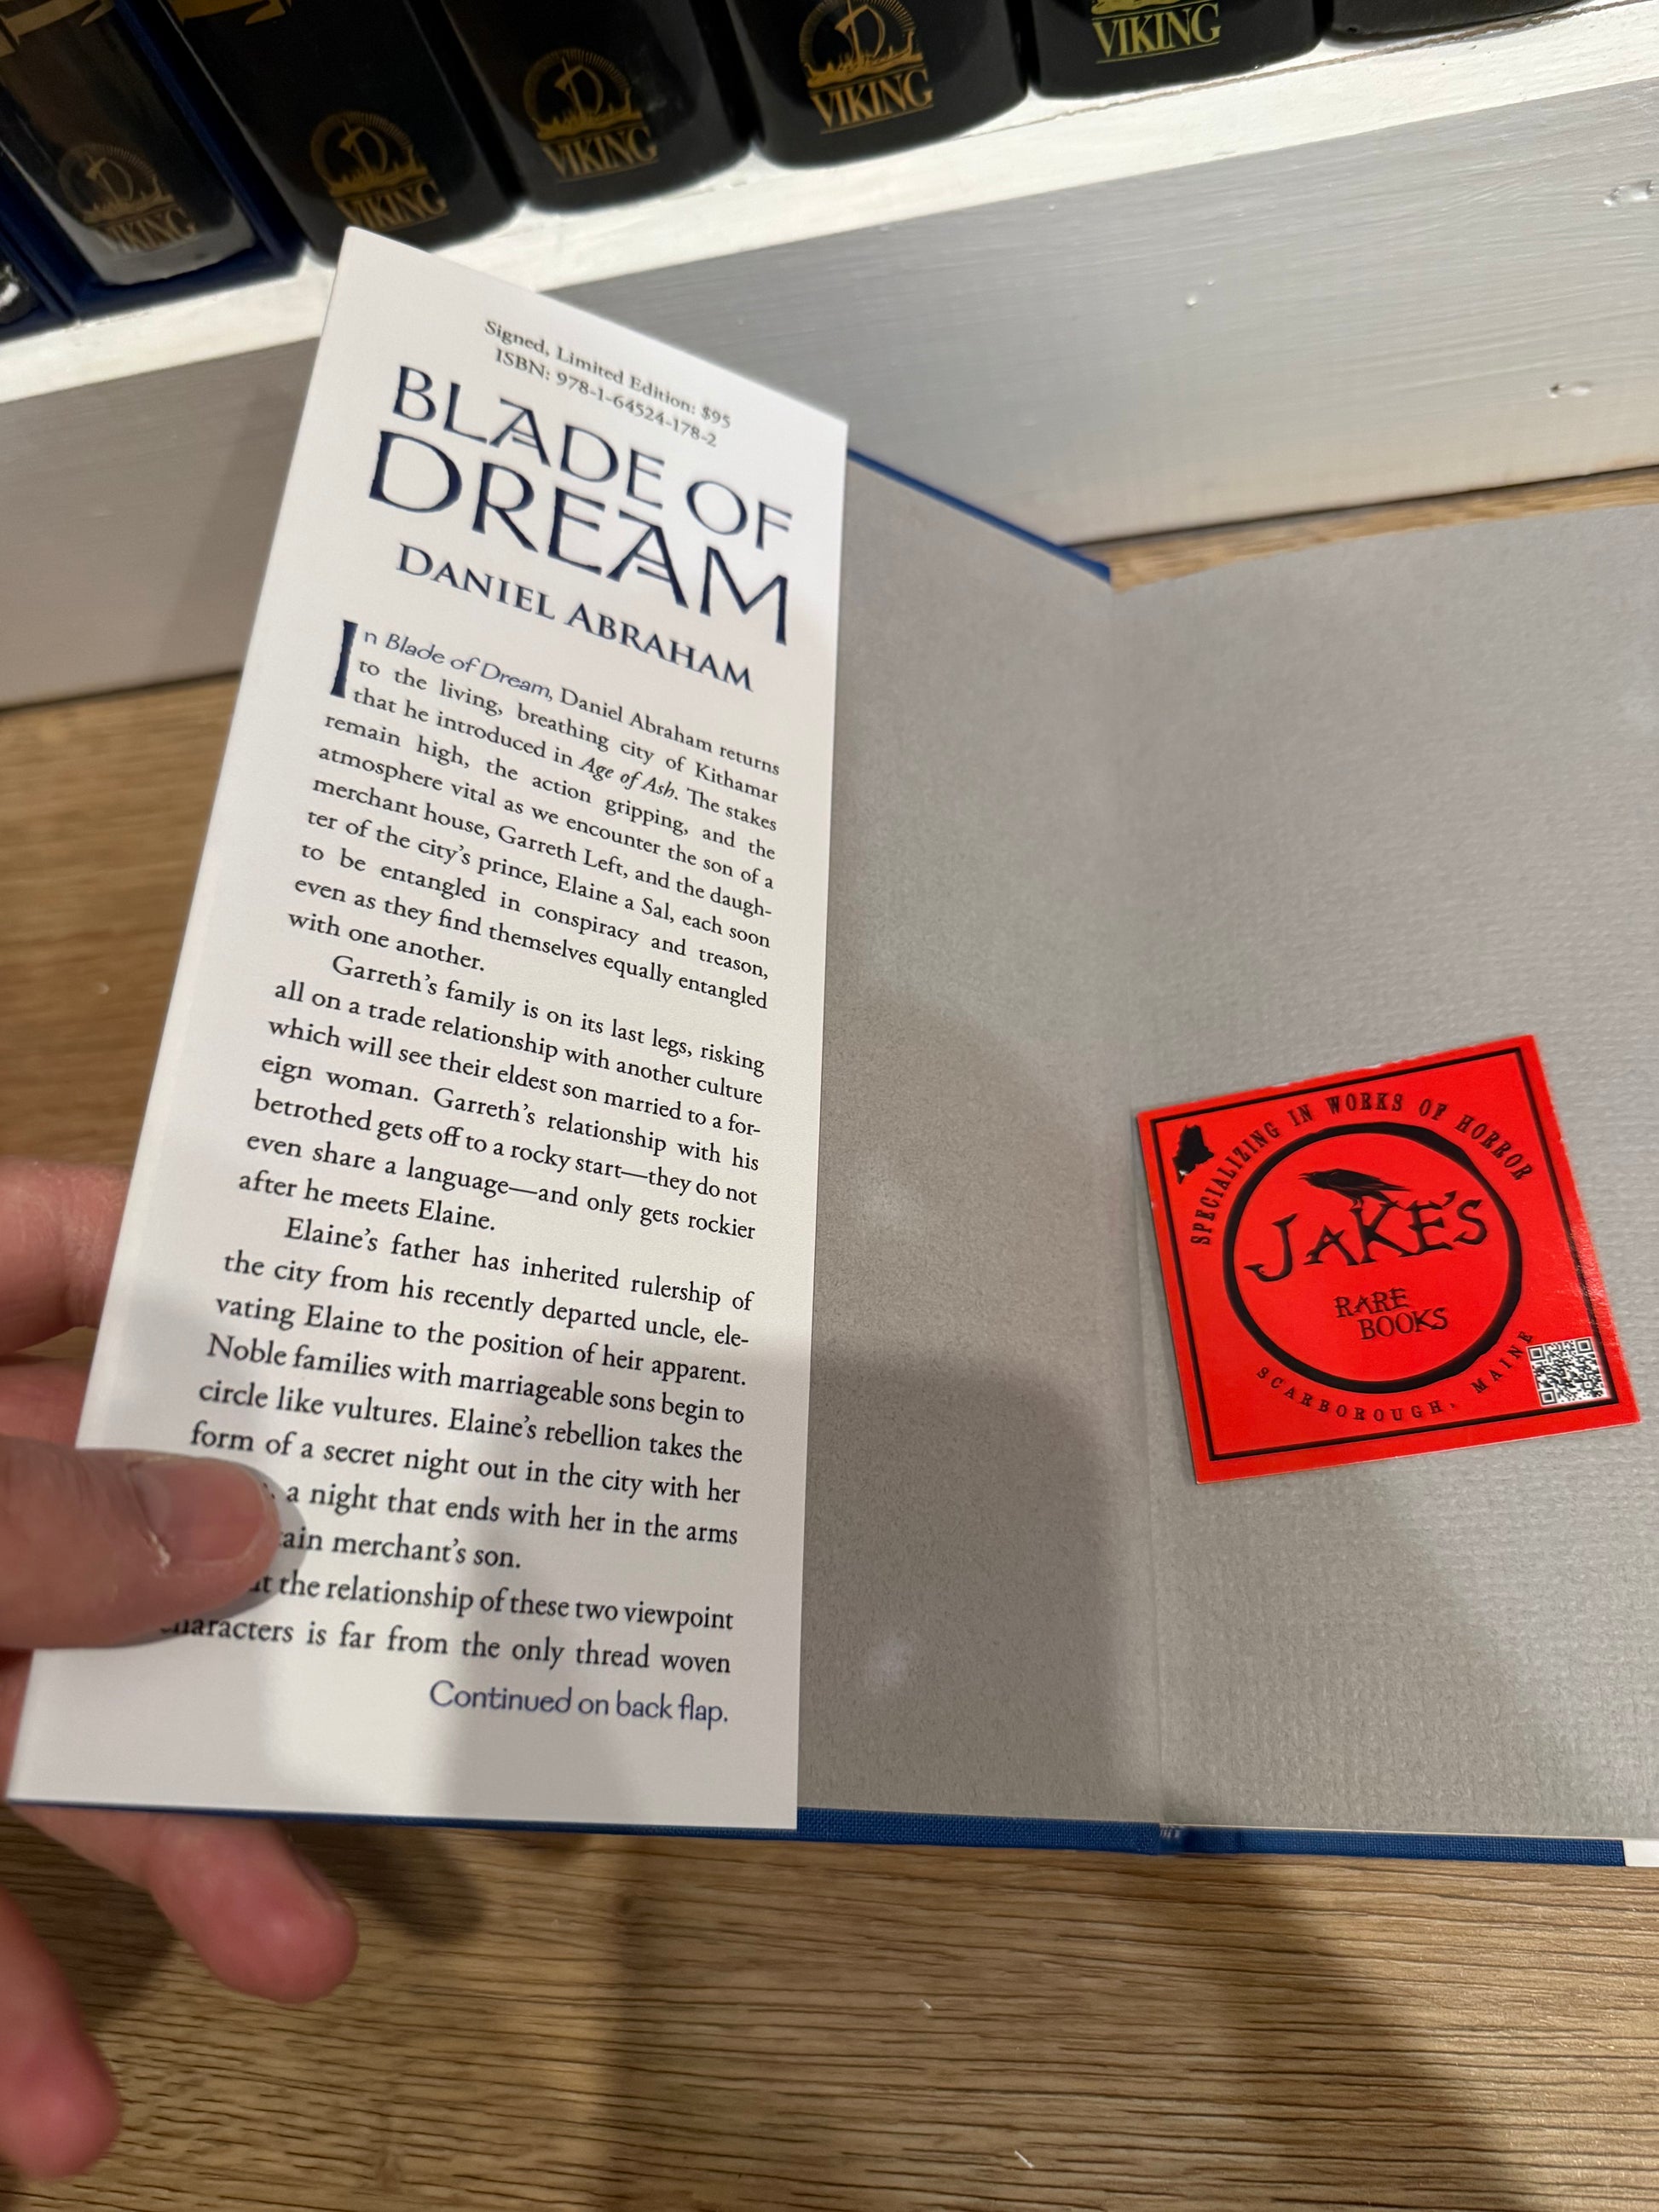 VIKING
VIKING
VIKING
VIKING
VIKING
Signed, Limited Edition: $95
ISBN: 978-1-64524-178-2
BLADE OF
DREAM
DANIEL ABRAHAM
In Blade of Dream, Daniel Abraham returns
to the living, breathing city of Kithamar
that he introduced in Age of Ash. The stakes
remain high, the action gripping, and the
atmosphere vital as we encounter the son of a
merchant house, Garreth Left, and the daugh-
ter of the city's prince, Elaine a Sal, each soon
to be entangled in conspiracy and treason,
even as they find themselves equally entangled
with one another.
Garreth's family is on its last legs, risking
all on a trade relationship with another culture
which will see their eldest son married to a for-
eign woman. Garreth's relationship with his
betrothed gets off to a rocky start—they do not
even share a language—and only gets rockier
after he meets Elaine.
Elaine's father has inherited rulership of
the city from his recently departed uncle, ele-
vating Elaine to the position of heir apparent.
Noble families with marriageable sons begin to
circle like vultures. Elaine's rebellion takes the
form of a secret night out in the city with her
a night that ends with her in the arms
merchant's son.
the relationship of these two viewpoint
characters is far from the only thread woven
Continued on back flap.
SPECIALIZING IN WORKS OF HORROR
JAKE'S
RARE
BOOKS
SCARBOROUGH, MAINE